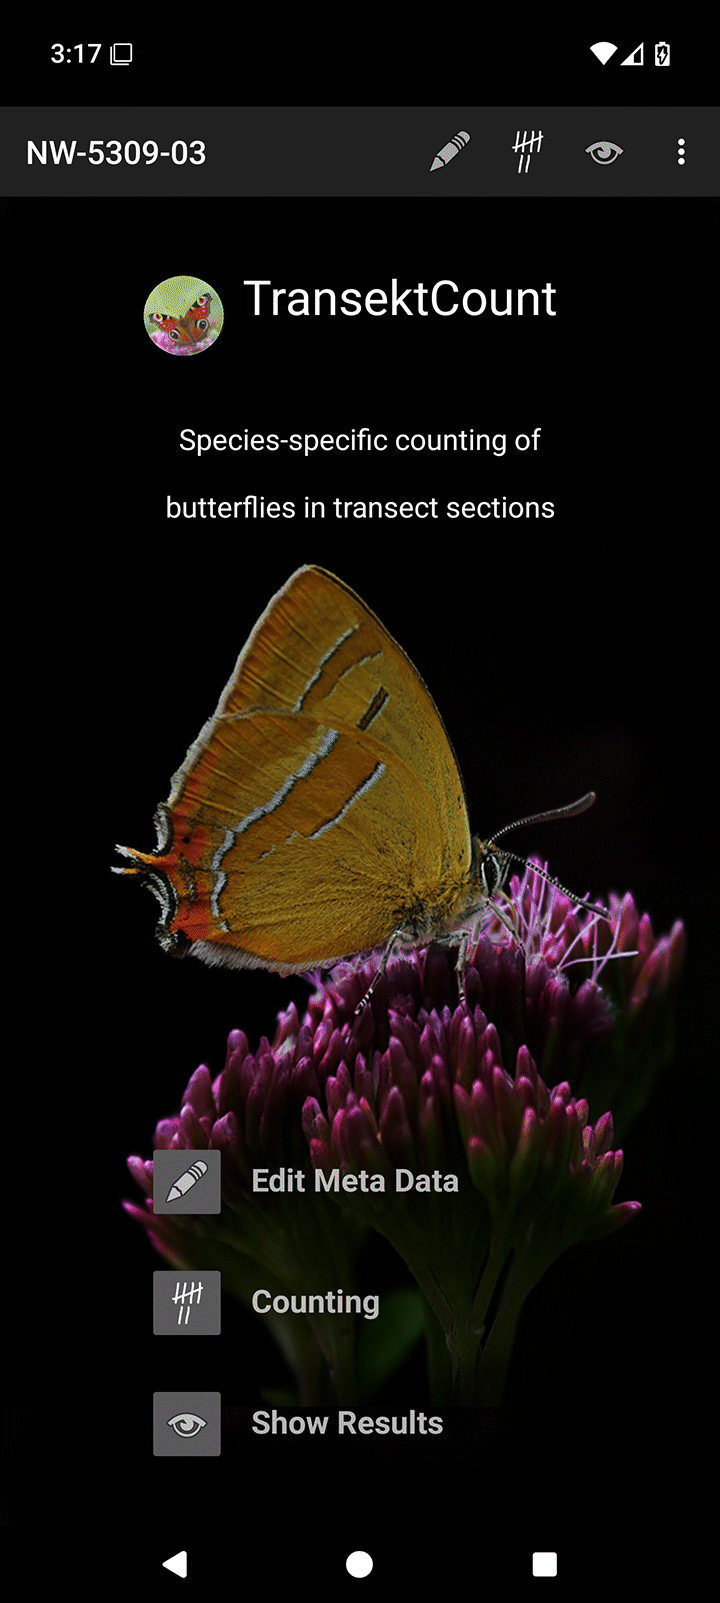 3:17
NW-5309-03
TransektCount
Species-specific counting of
butterflies in transect sections
Edit Meta Data
Counting
Show Results